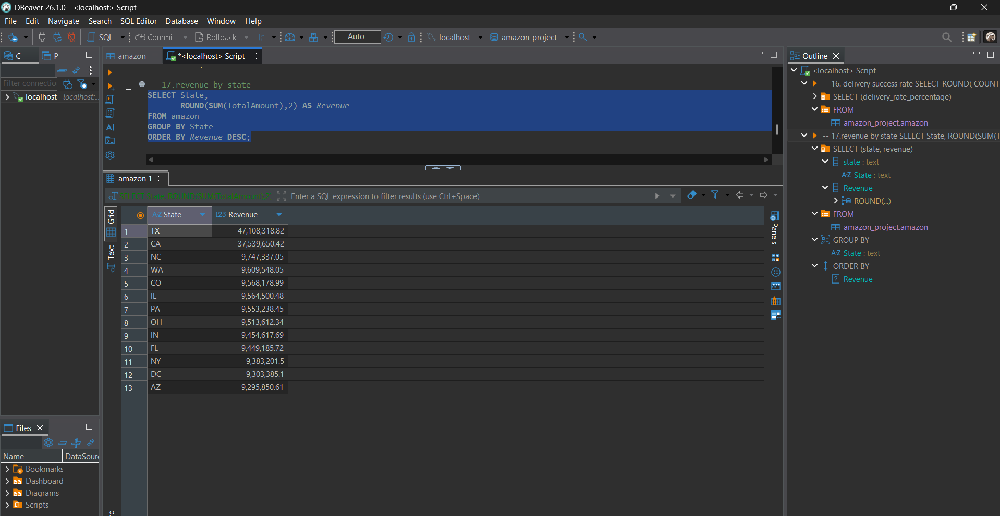 DBeaver 26.1.0 - <localhost> Script
File Edit Navigate Search SQL Editor Database Window Help
SQL Commit Rollback T Auto localhost amazon_project
C P
amazon *<localhost> Script
Outline
Filter connectio
localhost localhost:...
-- 17.revenue by state
SELECT State,
ROUND(SUM(TotalAmount),2) AS Revenue
FROM amazon
GROUP BY State
ORDER BY Revenue DESC;
AI
amazon 1
SELECT State, ROUND(SUM(TotalAmount),2) Enter a SQL expression to filter results (use Ctrl+Space)
Grid
Text
Panels
A-Z State 123 Revenue
1 TX 47,108,318.82
2 CA 37,539,650.42
3 NC 9,747,337.05
4 WA 9,609,548.05
5 CO 9,568,178.99
6 IL 9,564,500.48
7 PA 9,553,238.45
8 OH 9,513,612.34
9 IN 9,454,617.69
10 FL 9,449,185.72
11 NY 9,383,201.5
12 DC 9,303,385.1
13 AZ 9,295,850.61
<localhost> Script
-- 16. delivery success rate SELECT ROUND( COUNT
SELECT (delivery_rate_percentage)
FROM
amazon_project.amazon
-- 17.revenue by state SELECT State, ROUND(SUM(T
SELECT (state, revenue)
state : text
A-Z State : text
Revenue
ROUND(...)
FROM
amazon_project.amazon
GROUP BY
A-Z State : text
ORDER BY
Revenue
Files
Name DataSour
Bookmarks
Dashboard
Diagrams
Scripts